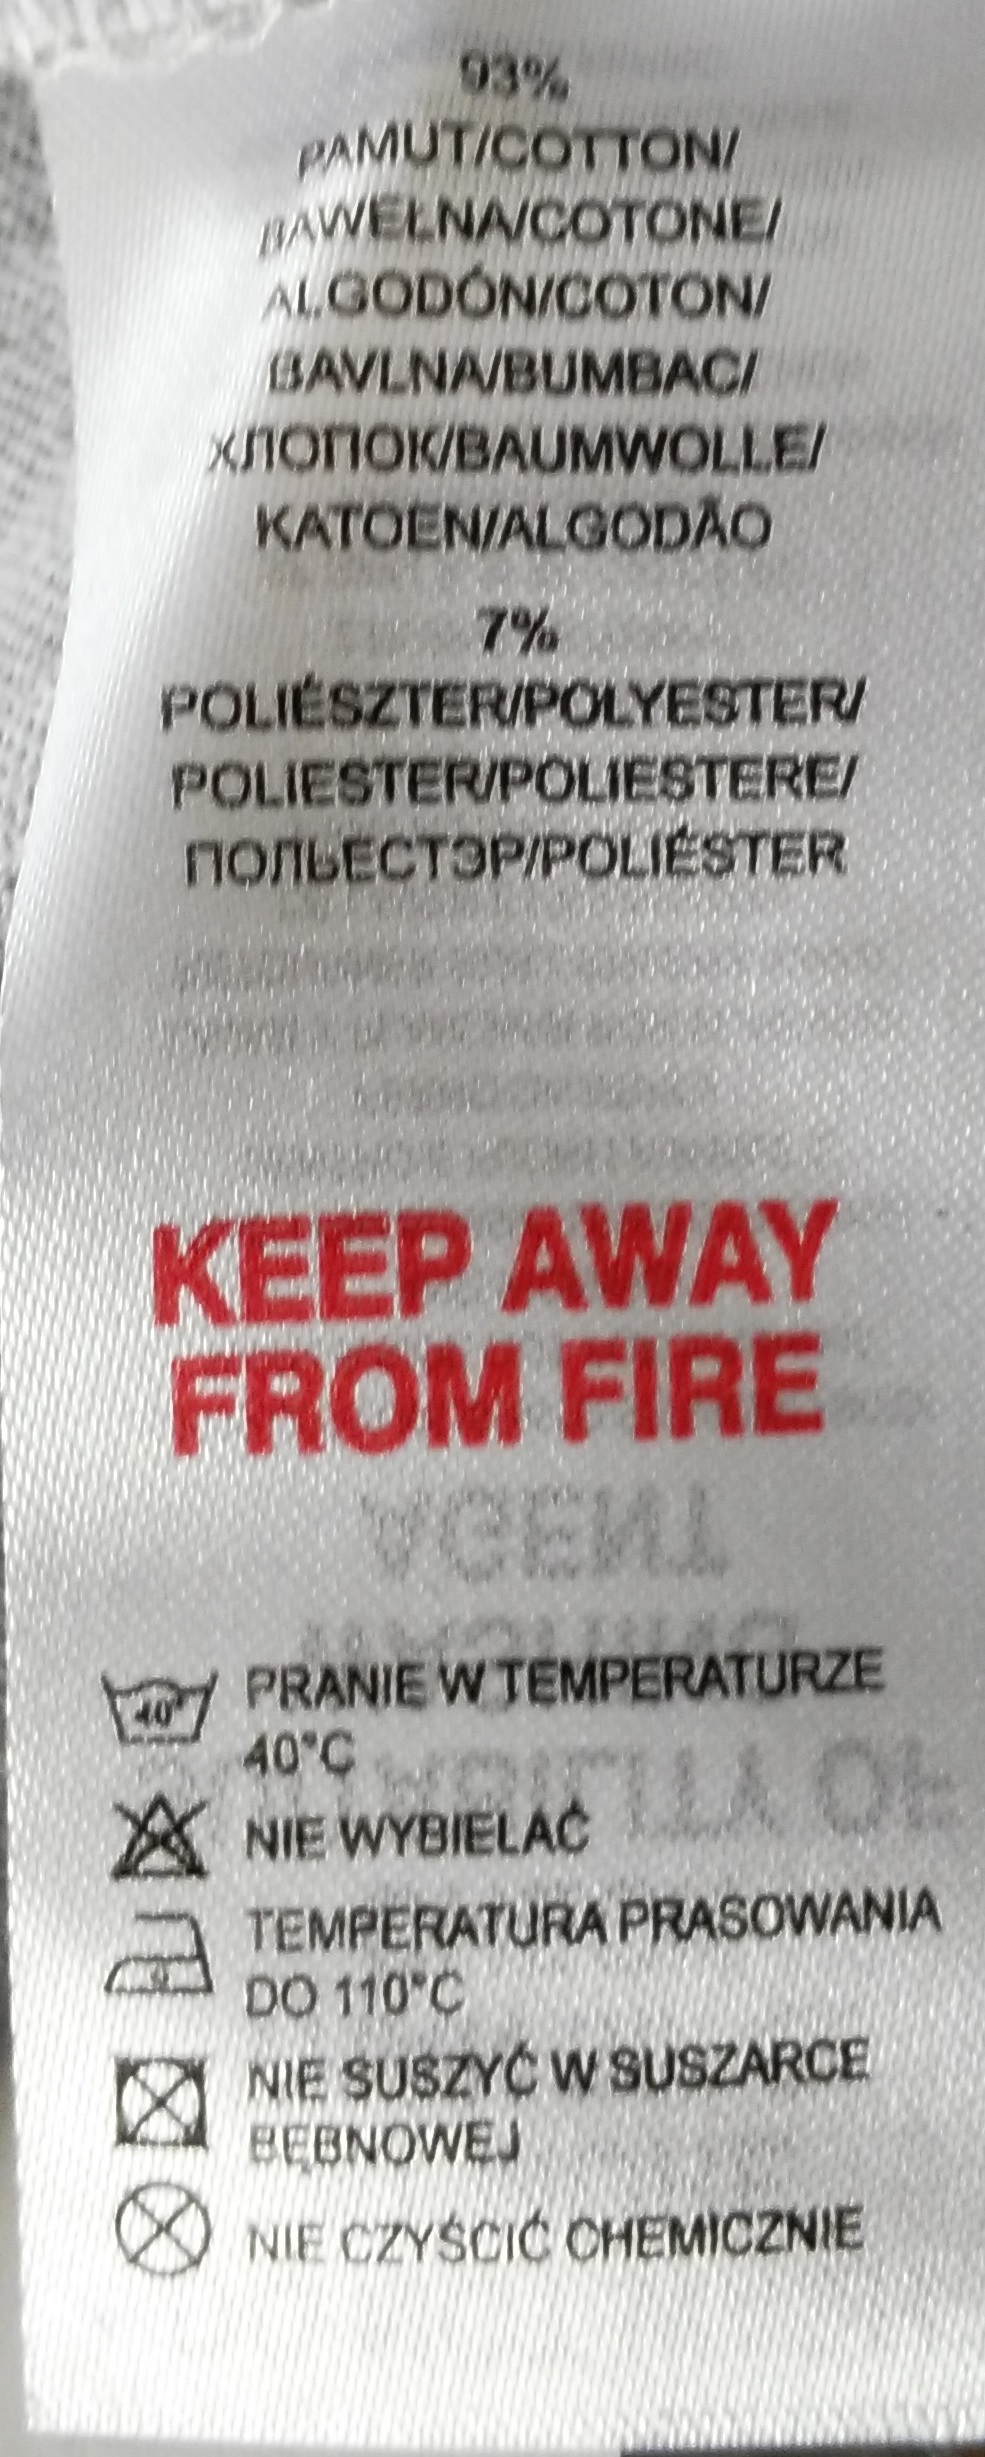 93%
PAMUT/COTTON/
BAWEŁNA/COTONE/
ALGODÓN/COTON/
BAVLNA/BUMBAC/
ХЛОПОК/BAUMWOLLE/
KATOEN/ALGODÃO
7%
POLIÉSZTER/POLYESTER/
POLIESTER/POLIESTERE/
ПОЛЬЕСТЭР/POLIÉSTER
KEEP AWAY
FROM FIRE
AGENT
40° PRANIE W TEMPERATURZE
40°C
NIE WYBIELAĆ
TEMPERATURA PRASOWANIA
DO 110°C
NIE SUSZYĆ W SUSZARCE
BĘBNOWEJ
NIE CZYŚCIĆ CHEMICZNIE